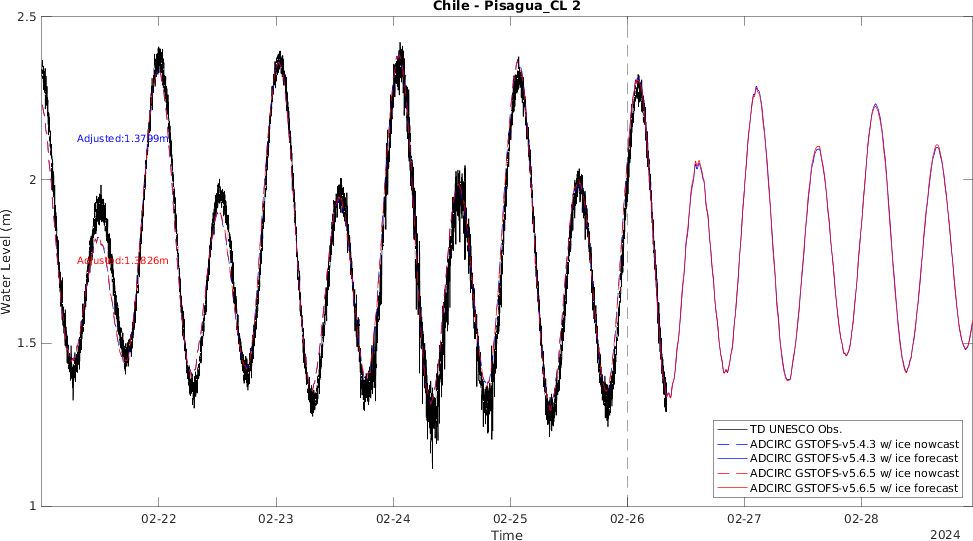 Chile - Pisagua_CL 2
2.5
2
1.5
1
Water Level (m)
Adjusted:1.3799m
Adjusted:1.3826m
TD UNESCO Obs.
ADCIRC GSTOFS-v5.4.3 w/ ice nowcast
ADCIRC GSTOFS-v5.4.3 w/ ice forecast
ADCIRC GSTOFS-v5.6.5 w/ ice nowcast
ADCIRC GSTOFS-v5.6.5 w/ ice forecast
02-22 02-23 02-24 02-25 02-26 02-27 02-28
Time
2024